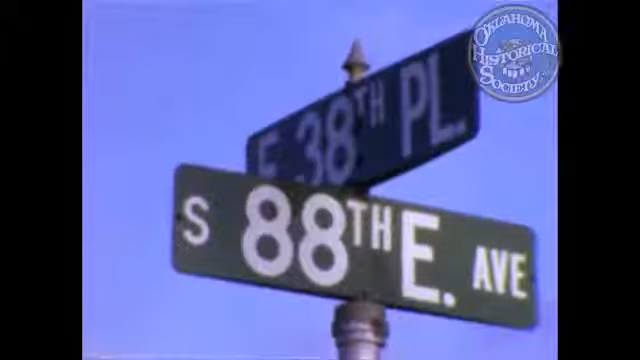 OKLAHOMA
HISTORICAL
SOCIETY
E. 38TH PL.
S 88TH E. AVE